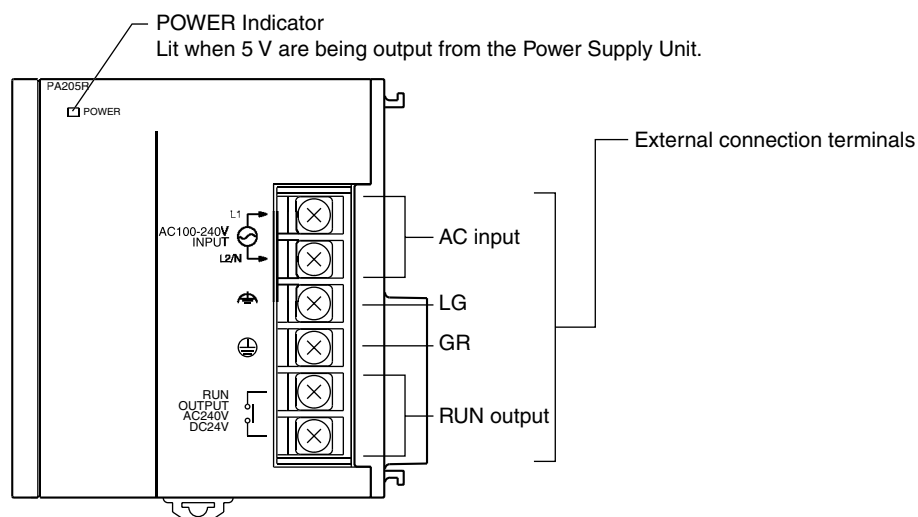 POWER Indicator
Lit when 5 V are being output from the Power Supply Unit.
PA205R
POWER
External connection terminals
L1
AC100-240V
INPUT
L2/N
AC input
LG
GR
RUN
OUTPUT
AC240V
DC24V
RUN output